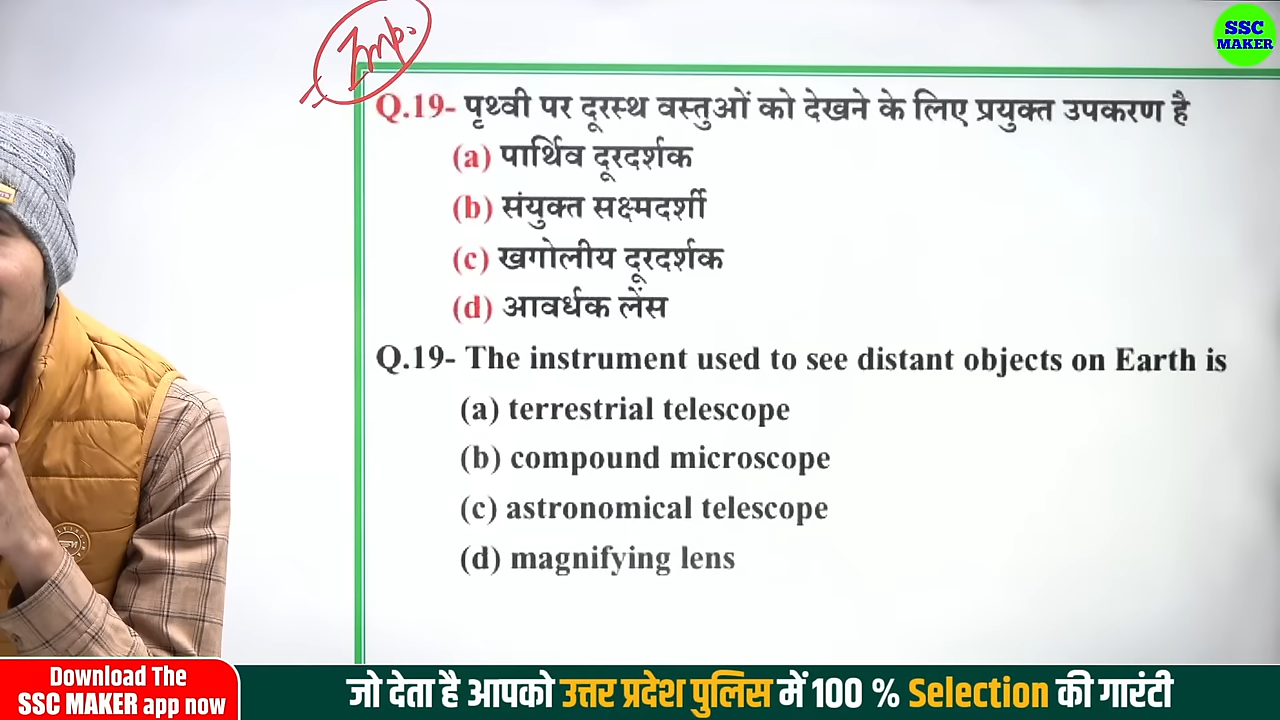 Imp.
SSC
MAKER
Q.19- पृथ्वी पर दूरस्थ वस्तुओं को देखने के लिए प्रयुक्त उपकरण है
(a) पार्थिव दूरदर्शक
(b) संयुक्त सक्ष्मदर्शी
(c) खगोलीय दूरदर्शक
(d) आवर्धक लेंस
Q.19- The instrument used to see distant objects on Earth is
(a) terrestrial telescope
(b) compound microscope
(c) astronomical telescope
(d) magnifying lens
Download The
SSC MAKER app now
जो देता है आपको उत्तर प्रदेश पुलिस में 100 % Selection की गारंटी